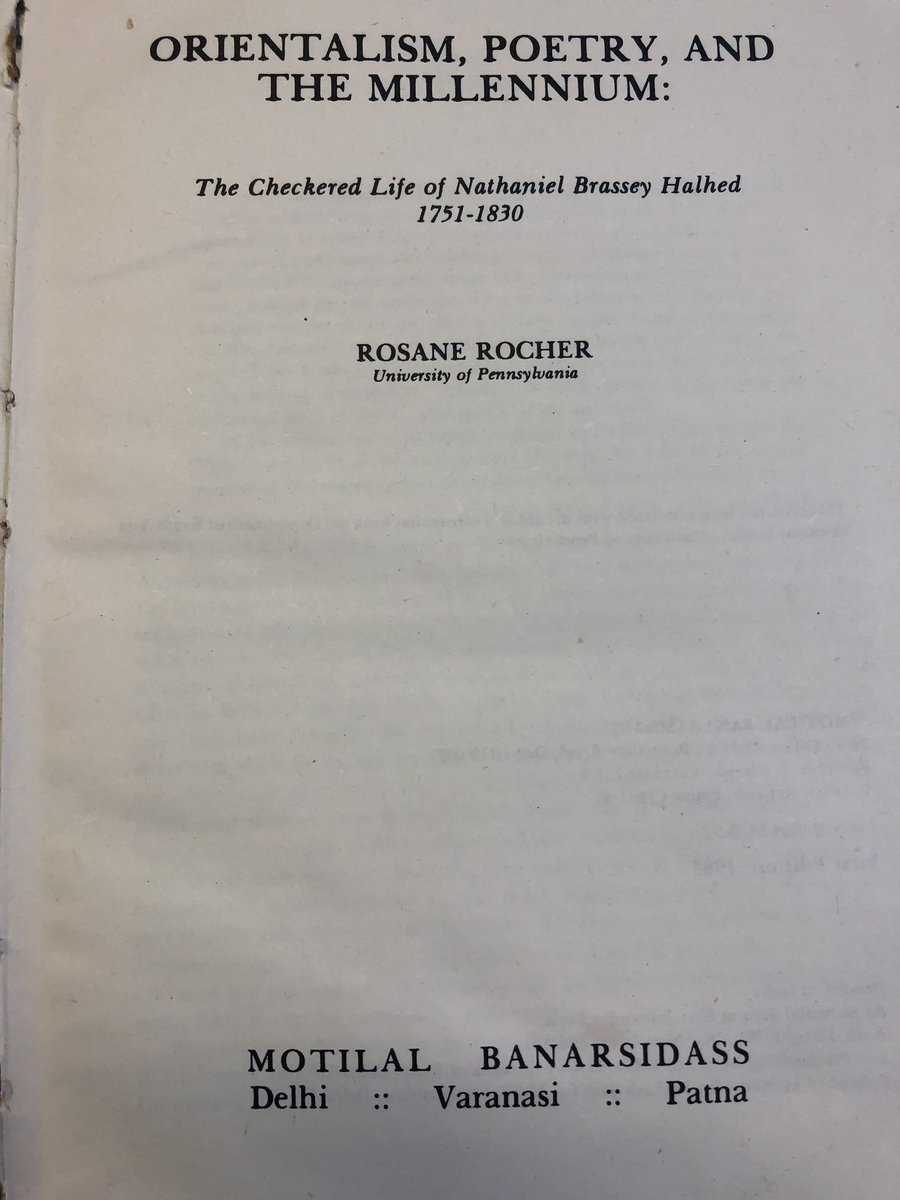 ORIENTALISM, POETRY, AND
THE MILLENNIUM:
The Checkered Life of Nathaniel Brassey Halhed
1751-1830
ROSANE ROCHER
University of Pennsylvania
MOTILAL BANARSIDASS
Delhi :: Varanasi :: Patna